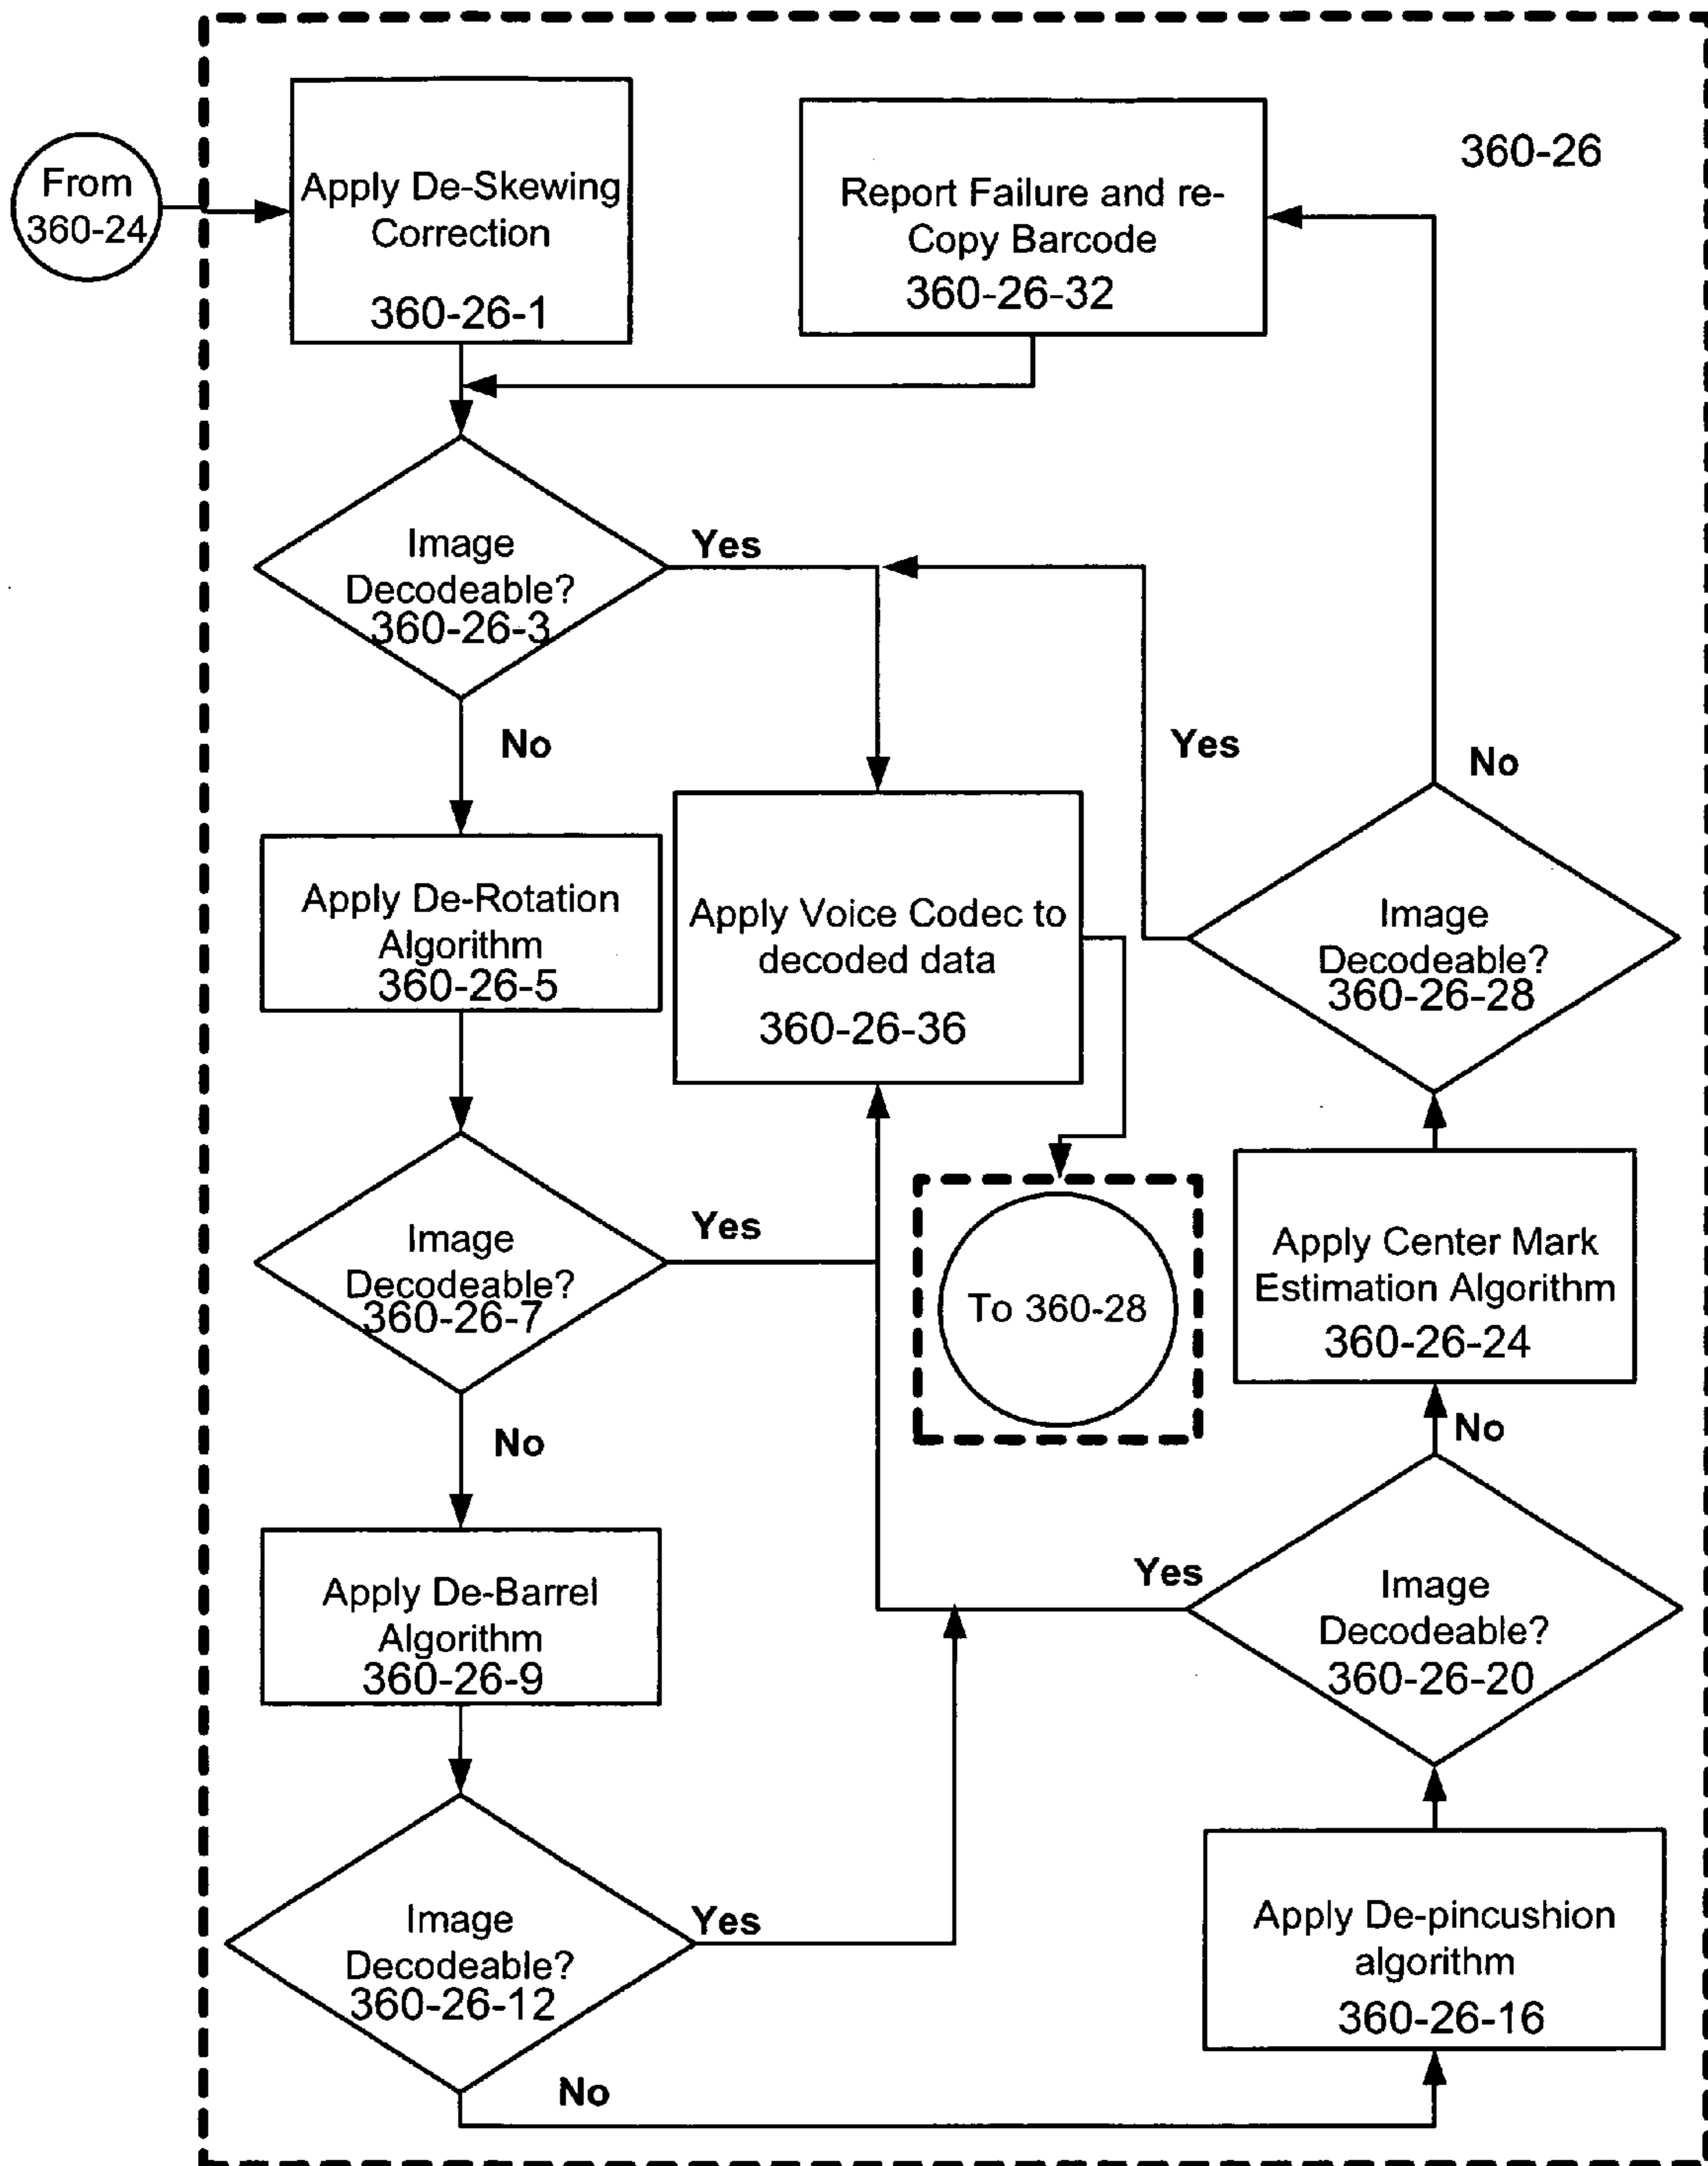 From
360-24
Apply De-Skewing
Correction
360-26-1
Report Failure and re-
Copy Barcode
360-26-32
360-26
Image
Decodeable?
360-26-3
Yes
No
Yes
No
Apply De-Rotation
Algorithm
360-26-5
Apply Voice Codec to
decoded data
360-26-36
Image
Decodeable?
360-26-28
Image
Decodeable?
360-26-7
Yes
No
To 360-28
Apply Center Mark
Estimation Algorithm
360-26-24
No
Apply De-Barrel
Algorithm
360-26-9
Yes
Image
Decodeable?
360-26-20
Image
Decodeable?
360-26-12
Yes
No
Apply De-pincushion
algorithm
360-26-16